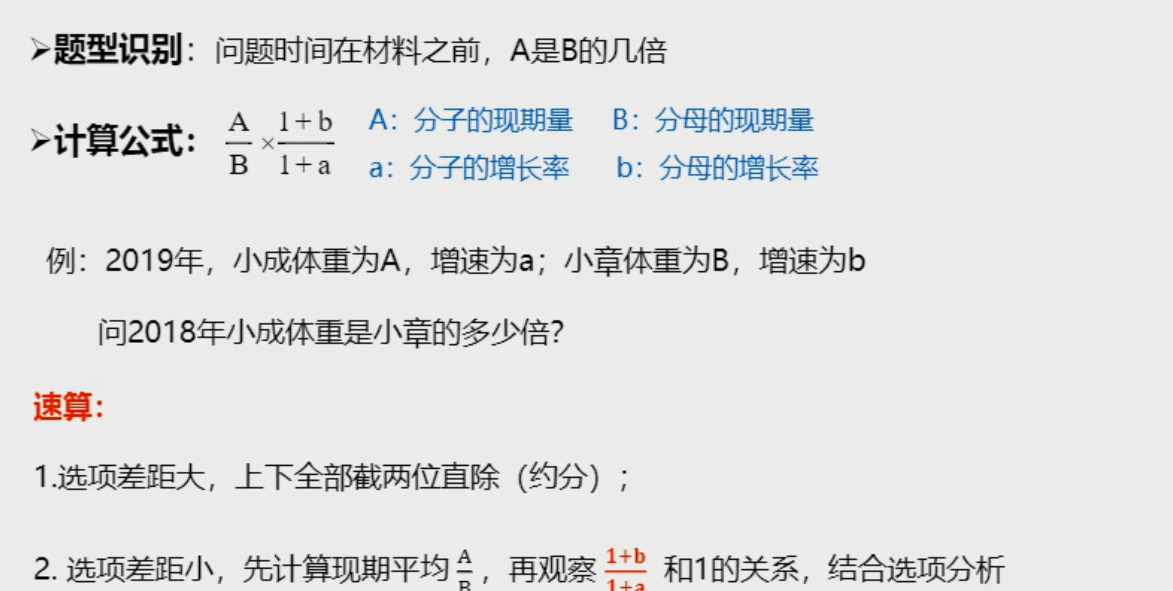 ➢题型识别：问题时间在材料之前，A是B的几倍
➢计算公式： A/B × (1+b)/(1+a) A：分子的现期量 B：分母的现期量
a：分子的增长率 b：分母的增长率
例：2019年，小成体重为A，增速为a；小章体重为B，增速为b
问2018年小成体重是小章的多少倍？
速算：
1.选项差距大，上下全部截两位直除（约分）；
2. 选项差距小，先计算现期平均 A/B ，再观察 (1+b)/(1+a) 和1的关系，结合选项分析